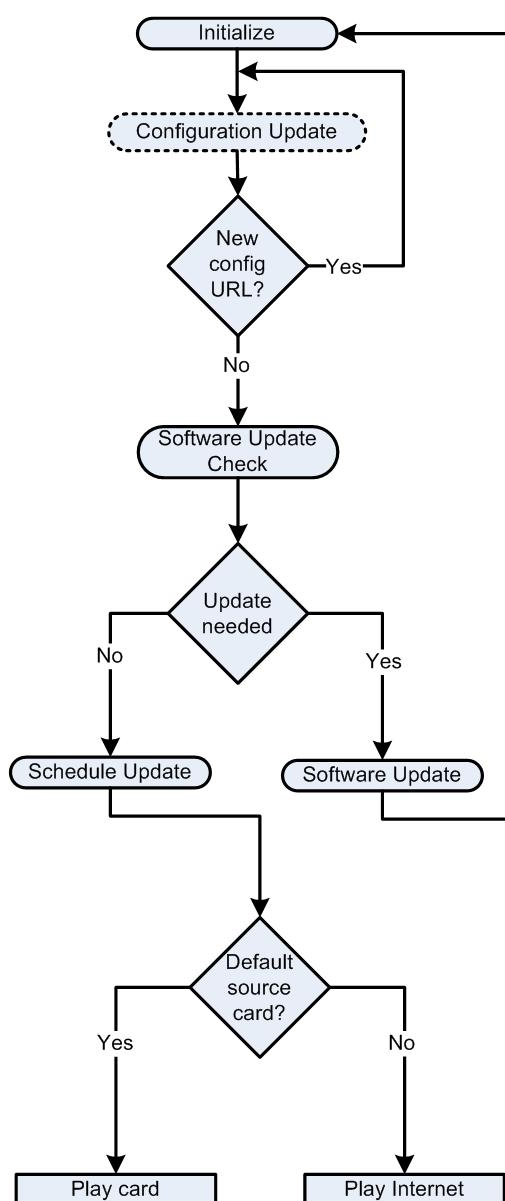 Initialize
Configuration Update
New
config
URL?
Yes
No
Software Update
Check
Update
needed
No
Yes
Schedule Update
Software Update
Default
source
card?
Yes
No
Play card
Play Internet